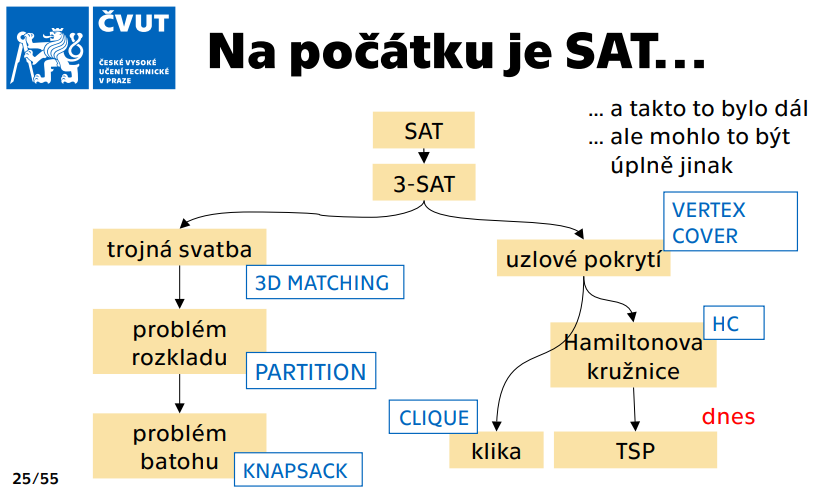 ČVUT
ČESKÉ VYSOKÉ
UČENÍ TECHNICKÉ
V PRAZE
Na počátku je SAT...
... a takto to bylo dál
... ale mohlo to být
úplně jinak
SAT
3-SAT
VERTEX
COVER
trojná svatba
uzlové pokrytí
3D MATCHING
HC
problém
rozkladu
Hamiltonova
kružnice
PARTITION
CLIQUE
dnes
problém
batohu
klika
TSP
KNAPSACK
25/55